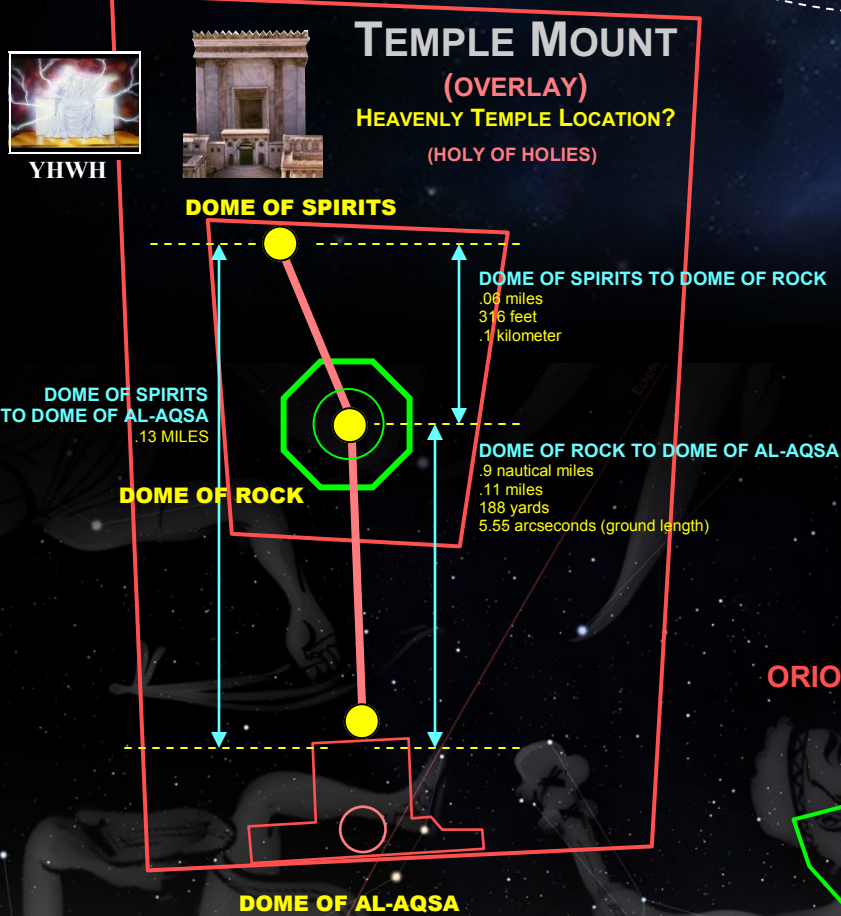 TEMPLE MOUNT
(OVERLAY)
HEAVENLY TEMPLE LOCATION?
(HOLY OF HOLIES)
YHWH
DOME OF SPIRITS
DOME OF SPIRITS TO DOME OF ROCK
.06 miles
316 feet
.1 kilometer
DOME OF SPIRITS
TO DOME OF AL-AQSA
.13 MILES
DOME OF ROCK TO DOME OF AL-AQSA
.9 nautical miles
.11 miles
188 yards
5.55 arcseconds (ground length)
DOME OF ROCK
ORIO
DOME OF AL-AQSA